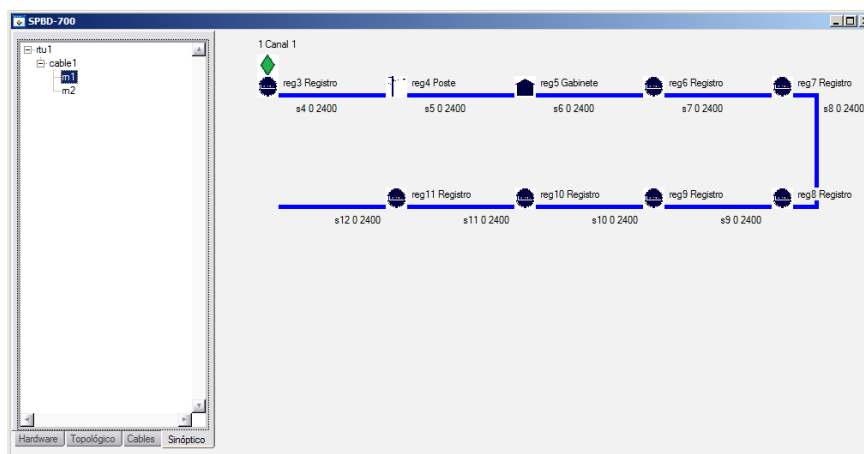 SPBD-700
rtu1
cable1
m1
m2
Hardware Topológico Cables Sinóptico
1 Canal 1
reg3 Registro reg4 Poste reg5 Gabinete reg6 Registro reg7 Registro
s4 0 2400 s5 0 2400 s6 0 2400 s7 0 2400 s8 0 2400
reg11 Registro reg10 Registro reg9 Registro reg8 Registro
s12 0 2400 s11 0 2400 s10 0 2400 s9 0 2400